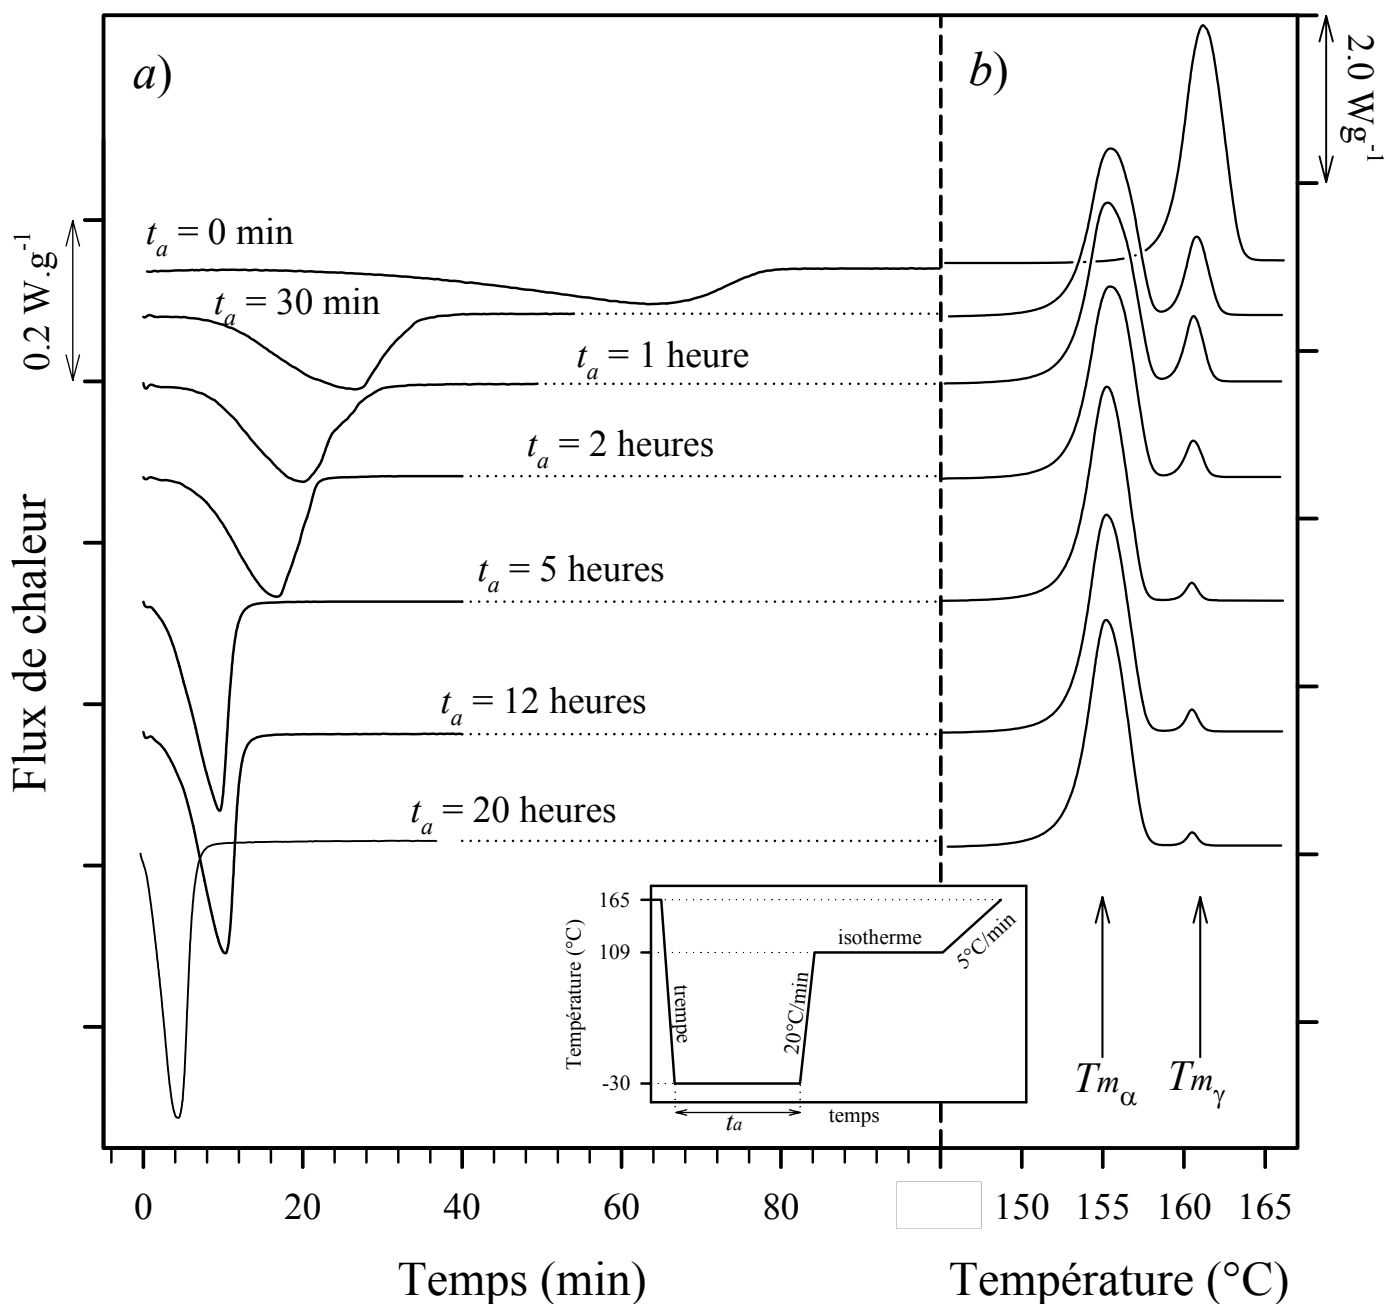 a)
b)
2.0 Wg⁻¹
0.2 W.g⁻¹
tₐ = 0 min
tₐ = 30 min
tₐ = 1 heure
tₐ = 2 heures
tₐ = 5 heures
tₐ = 12 heures
tₐ = 20 heures
Flux de chaleur
Température (°C)
165
109
-30
trempe
20°C/min
isotherme
5°C/min
ta
temps
Tmα
Tmγ
0 20 40 60 80 150 155 160 165
Temps (min) Température (°C)